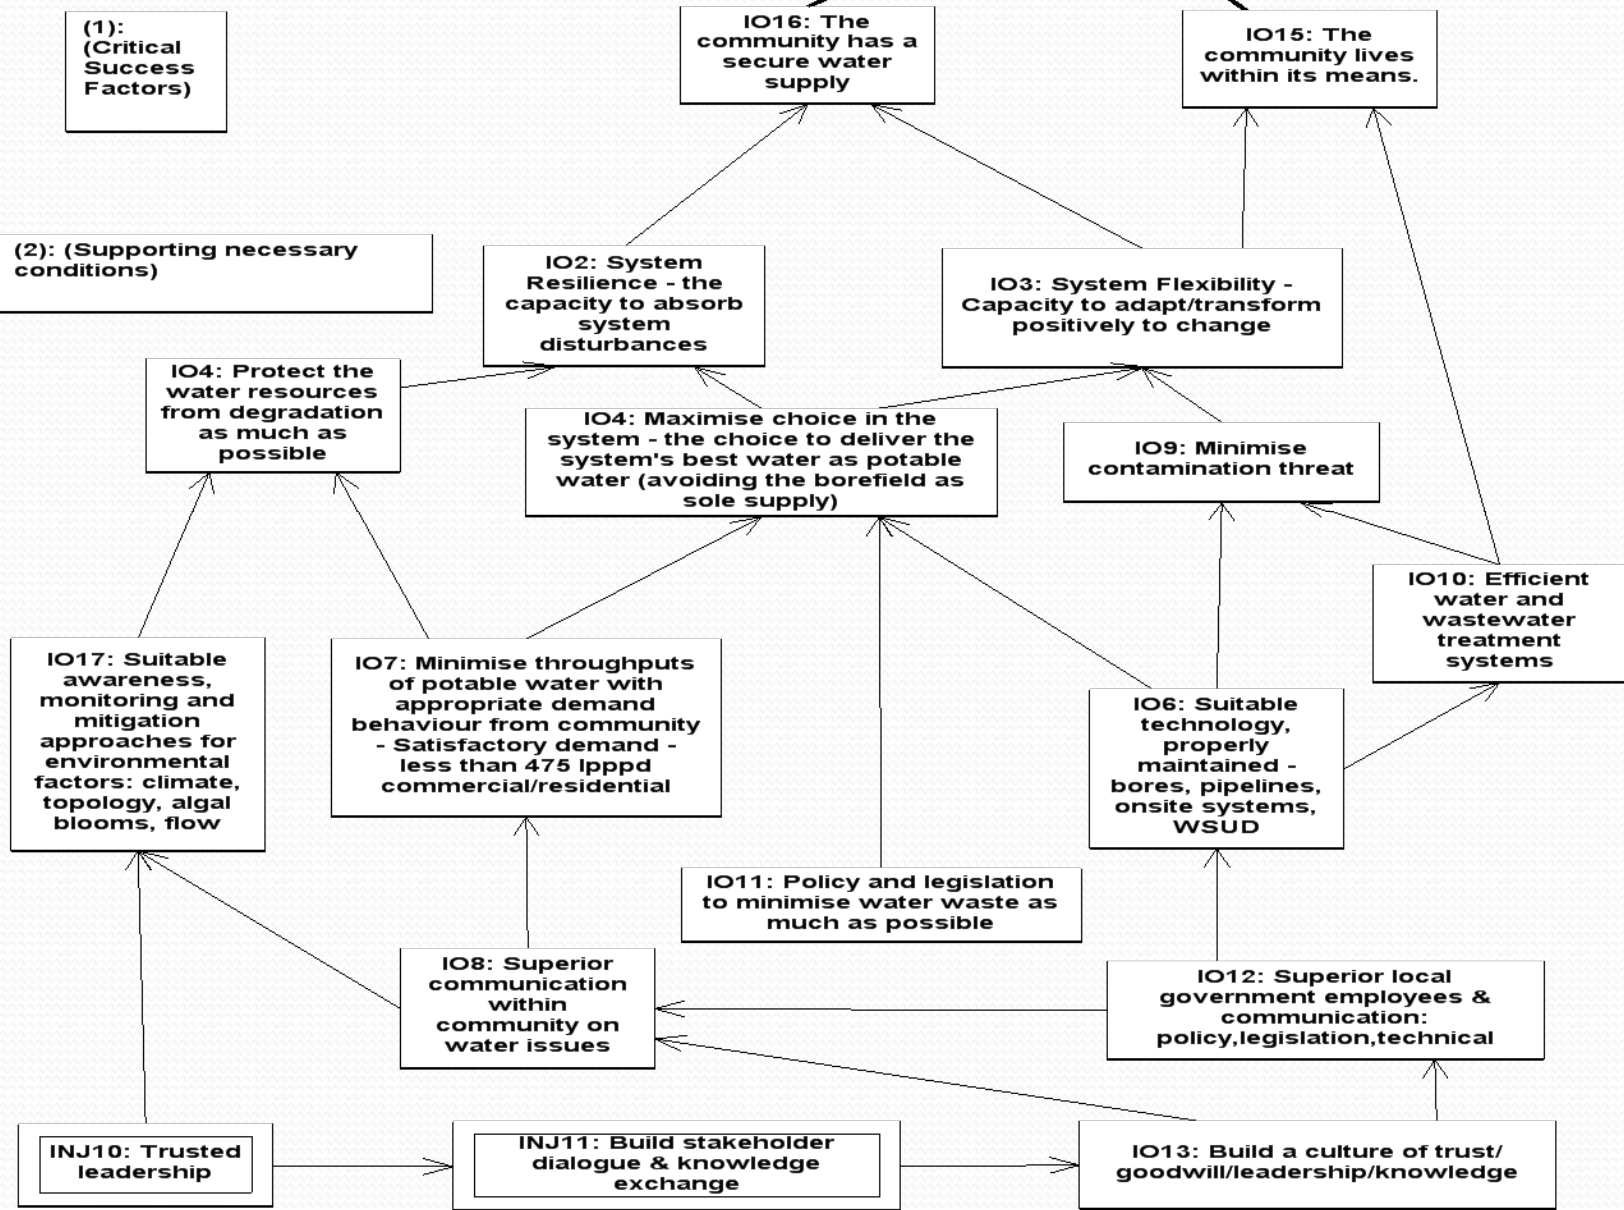 (1):
(Critical
Success
Factors)
IO16: The
community has a
secure water
supply
IO15: The
community lives
within its means.
(2): (Supporting necessary
conditions)
IO2: System
Resilience - the
capacity to absorb
system
disturbances
IO3: System Flexibility -
Capacity to adapt/transform
positively to change
IO4: Protect the
water resources
from degradation
as much as
possible
IO4: Maximise choice in the
system - the choice to deliver the
system's best water as potable
water (avoiding the borefield as
sole supply)
IO9: Minimise
contamination threat
IO10: Efficient
water and
wastewater
treatment
systems
IO17: Suitable
awareness,
monitoring and
mitigation
approaches for
environmental
factors: climate,
topology, algal
blooms, flow
IO7: Minimise throughputs
of potable water with
appropriate demand
behaviour from community
- Satisfactory demand -
less than 475 lpppd
commercial/residential
IO6: Suitable
technology,
properly
maintained -
bores, pipelines,
onsite systems,
WSUD
IO11: Policy and legislation
to minimise water waste as
much as possible
IO8: Superior
communication
within
community on
water issues
IO12: Superior local
government employees &
communication:
policy,legislation,technical
INJ10: Trusted
leadership
INJ11: Build stakeholder
dialogue & knowledge
exchange
IO13: Build a culture of trust/
goodwill/leadership/knowledge